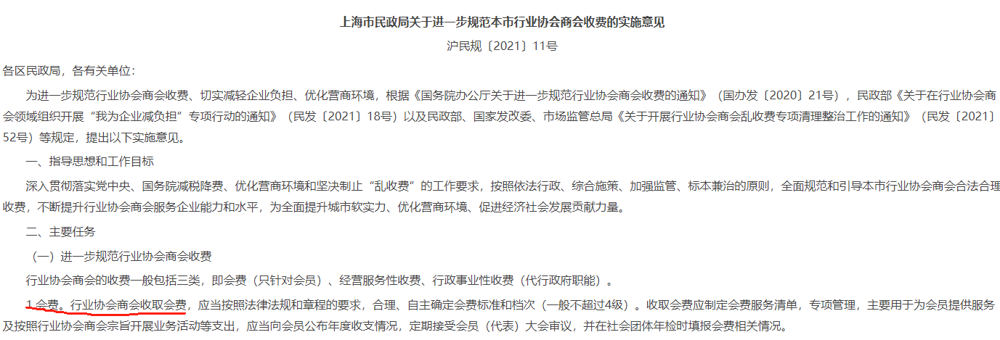 上海市民政局关于进一步规范本市行业协会商会收费的实施意见
沪民规〔2021〕11号
各区民政局，各有关单位：
为进一步规范行业协会商会收费、切实减轻企业负担、优化营商环境，根据《国务院办公厅关于进一步规范行业协会商会收费的通知》（国办发〔2020〕21号），民政部《关于在行业协会商
会领域组织开展“我为企业减负担”专项行动的通知》（民发〔2021〕18号）以及民政部、国家发改委、市场监管总局《关于开展行业协会商会乱收费专项清理整治工作的通知》（民发〔2021〕
52号）等规定，提出以下实施意见。
一、指导思想和工作目标
深入贯彻落实党中央、国务院减税降费、优化营商环境和坚决制止“乱收费”的工作要求，按照依法行政、综合施策、加强监管、标本兼治的原则，全面规范和引导本市行业协会商会合法合理
收费，不断提升行业协会商会服务企业能力和水平，为全面提升城市软实力、优化营商环境、促进经济社会发展贡献力量。
二、主要任务
（一）进一步规范行业协会商会收费
行业协会商会的收费一般包括三类，即会费（只针对会员）、经营服务性收费、行政事业性收费（代行政府职能）。
1.会费。行业协会商会收取会费，应当按照法律法规和章程的要求，合理、自主确定会费标准和档次（一般不超过4级）。收取会费应制定会费服务清单，专项管理，主要用于为会员提供服务
及按照行业协会商会宗旨开展业务活动等支出，应当向会员公布年度收支情况，定期接受会员（代表）大会审议，并在社会团体年检时填报会费相关情况。